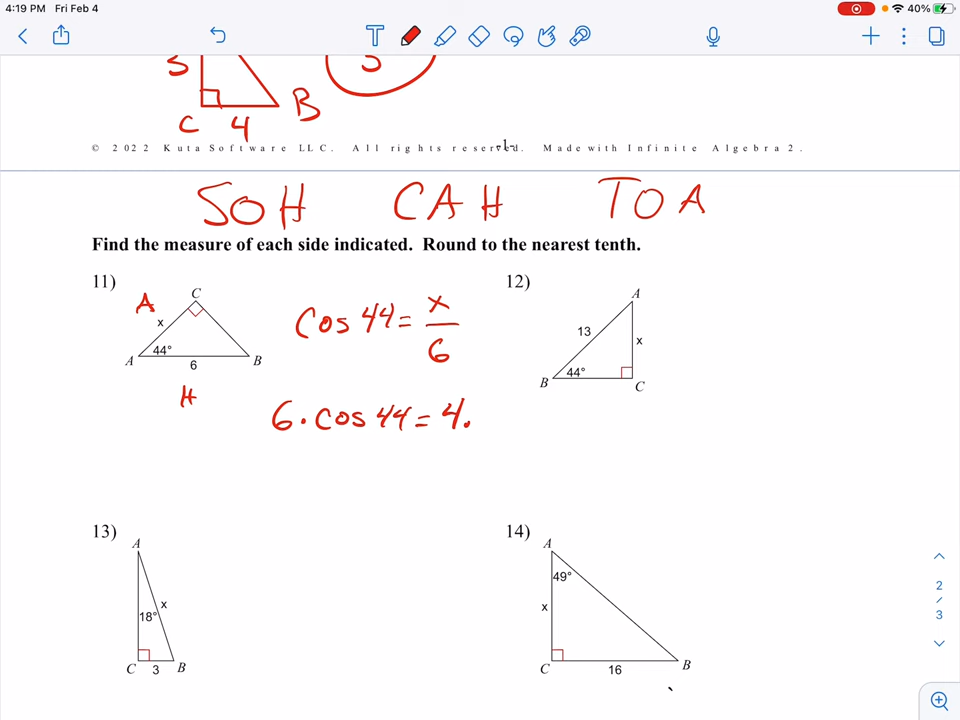 4:19 PM Fri Feb 4
40%
T
C 4 B
© 2022 Kuta Software LLC. All rights reserved. Made with Infinite Algebra 2.
-1-
SOH CAH TOA
Find the measure of each side indicated. Round to the nearest tenth.
11)
A
C
x
44°
A
6
B
H
cos 44 = x
6
6 · cos 44 = 4.
12)
A
13
x
44°
B
C
13)
A
x
18°
C
3
B
14)
A
49°
x
C
16
B
2
/
3